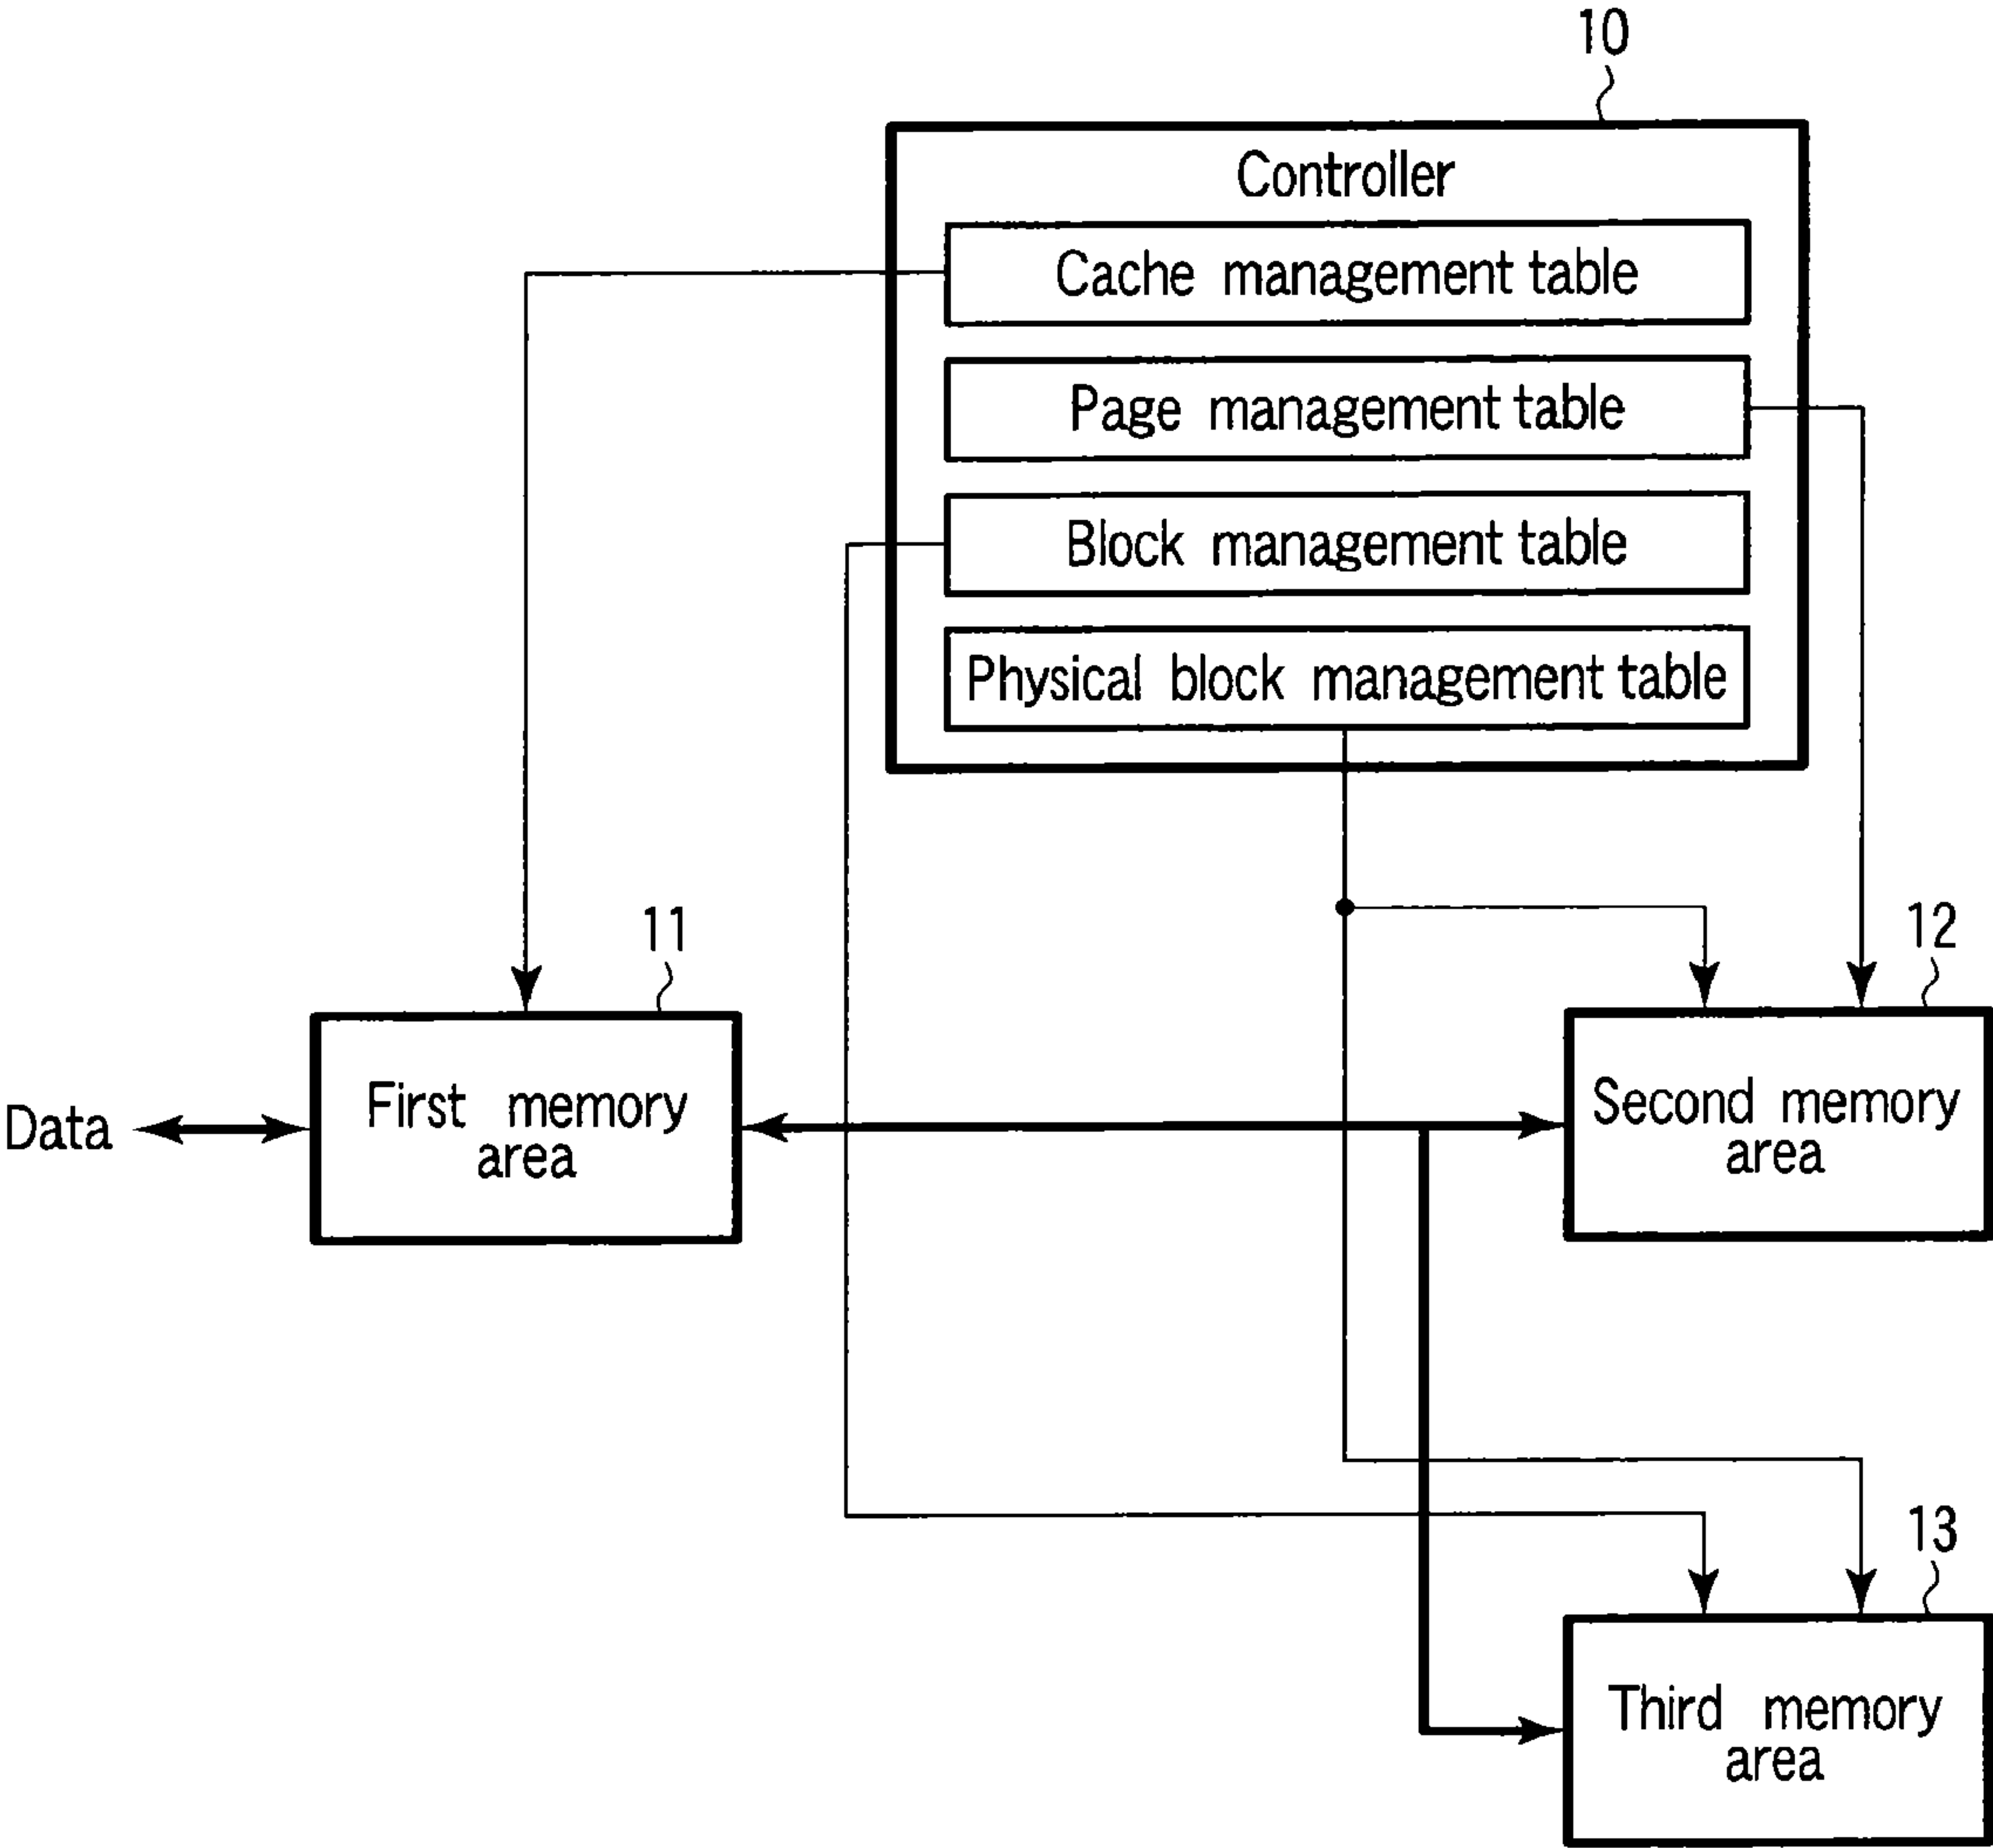 10
Controller
Cache management table
Page management table
Block management table
Physical block management table
11
12
Data
First memory
area
Second memory
area
13
Third memory
area